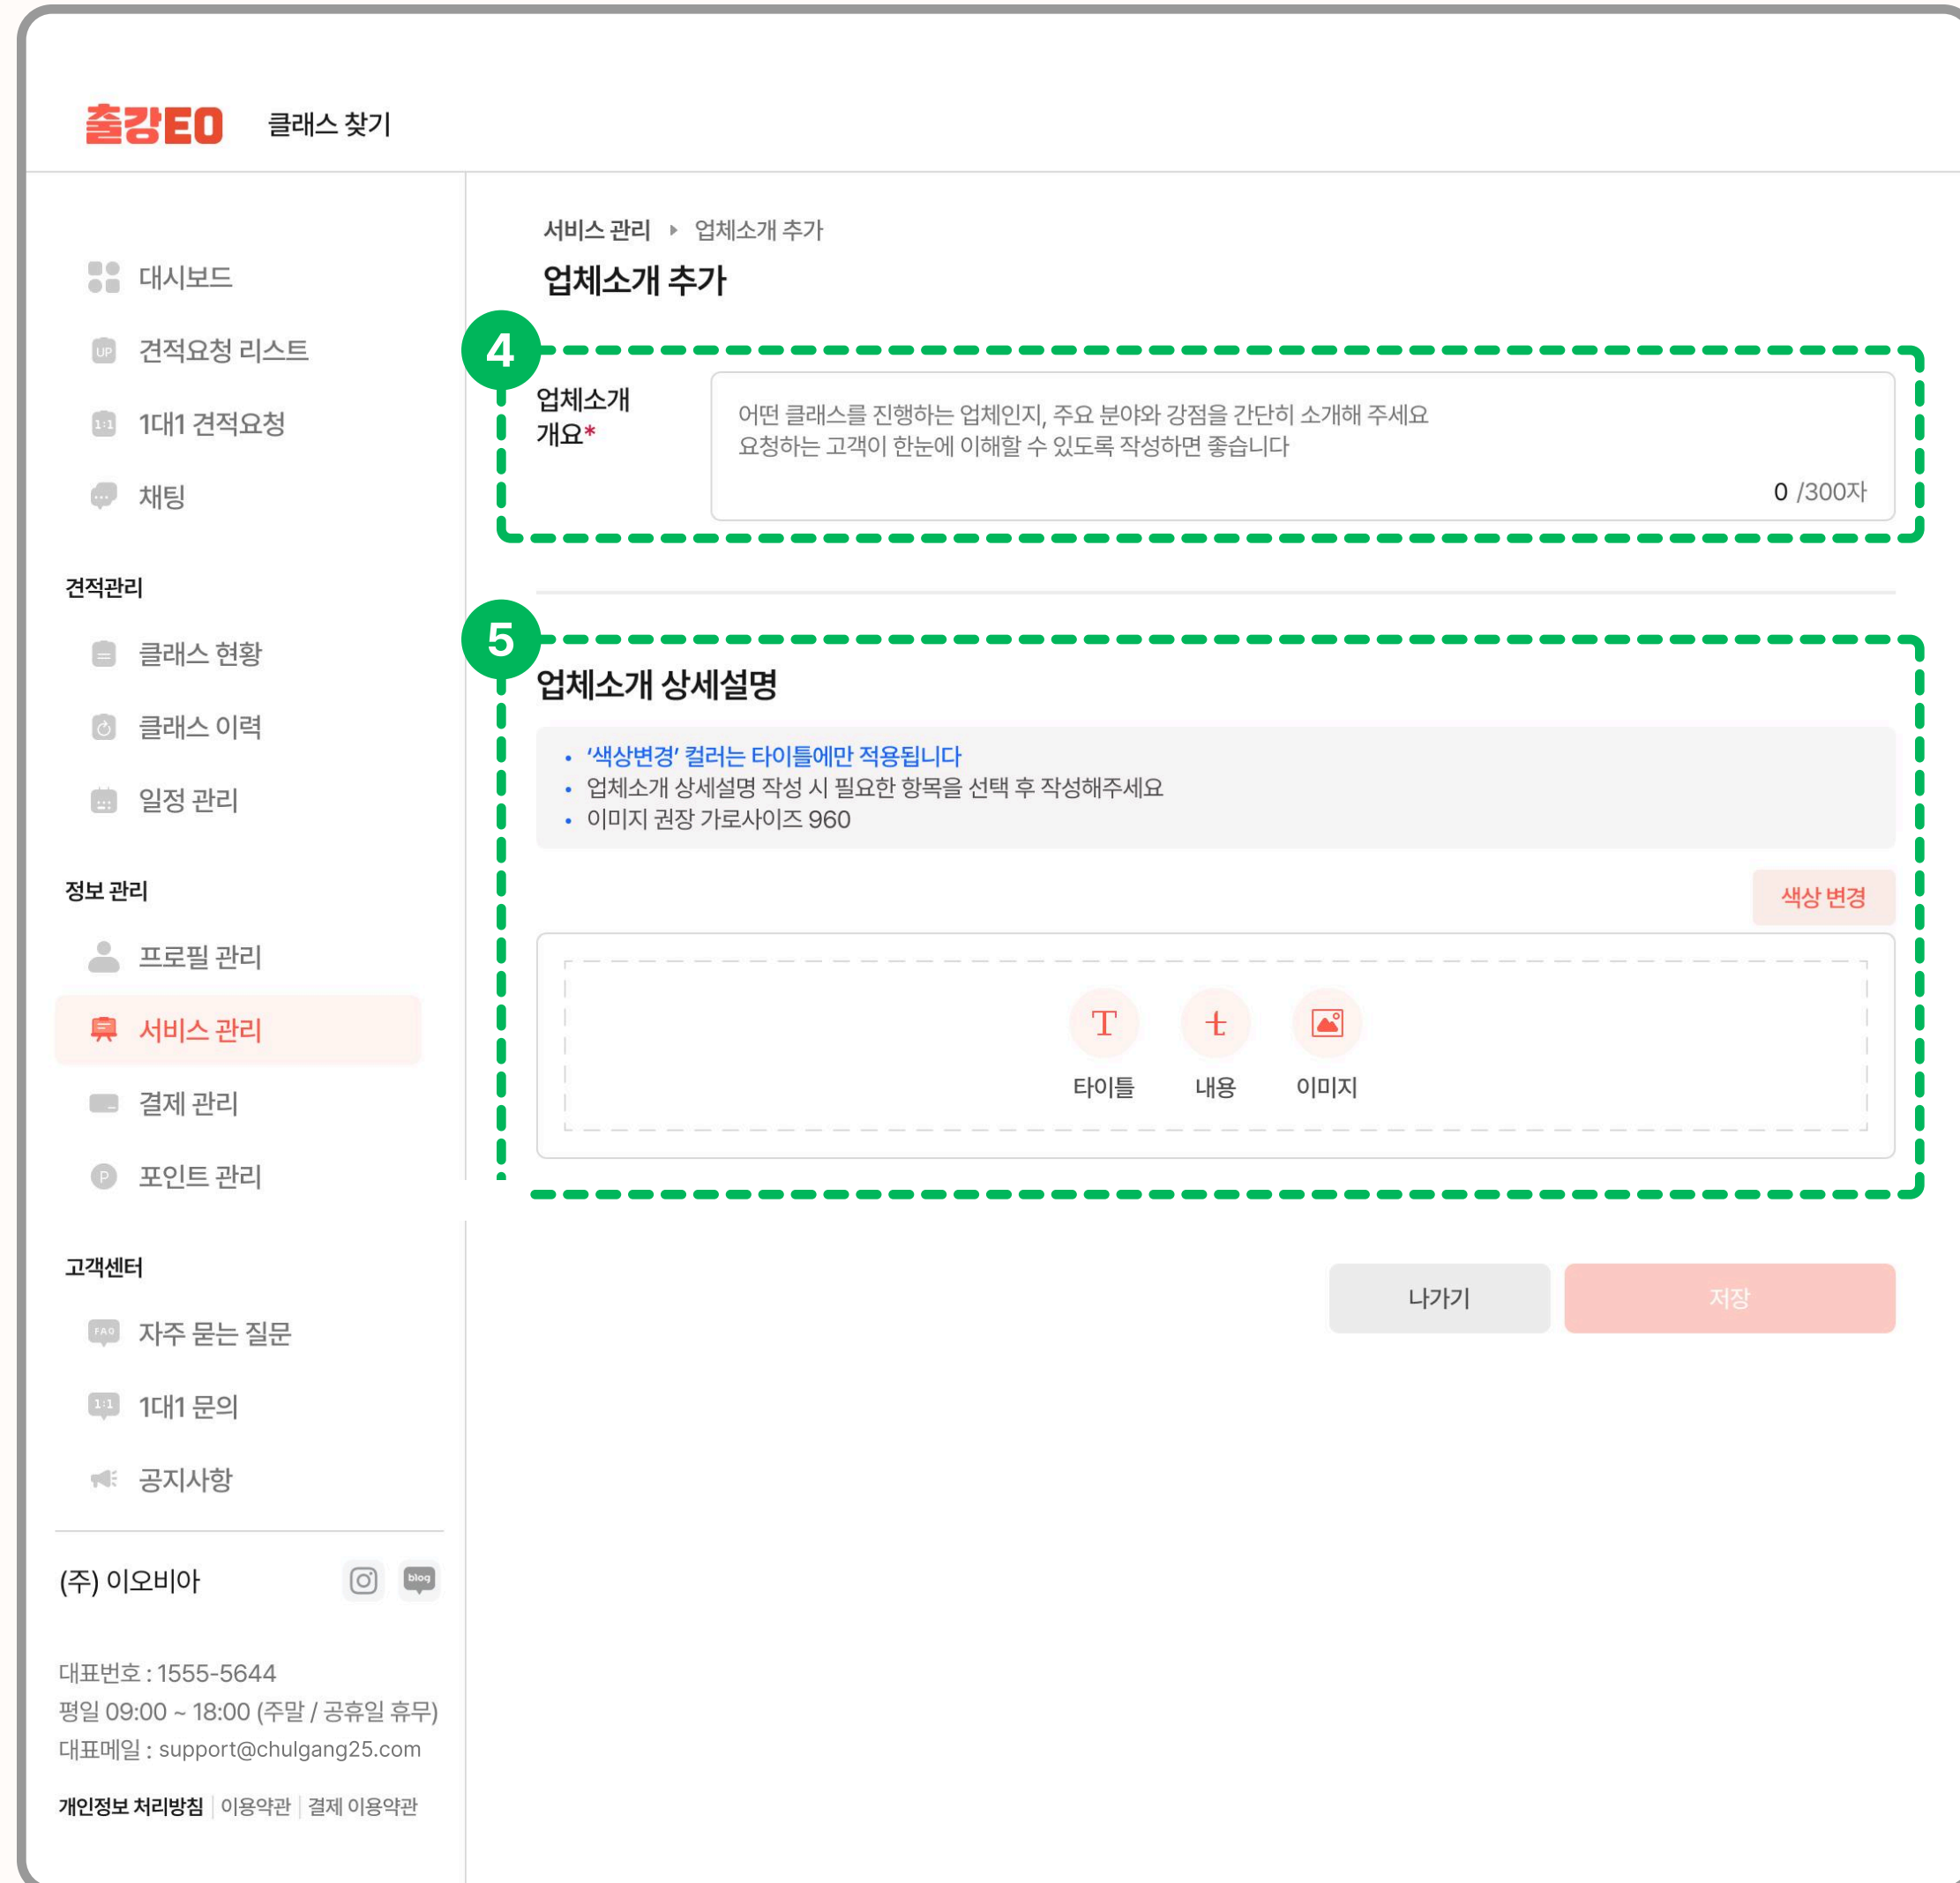 출강EO
클래스 찾기
대시보드
UP
견적요청 리스트
1:1
1대1 견적요청
채팅
견적관리
클래스 현황
클래스 이력
일정 관리
정보 관리
프로필 관리
서비스 관리
결제 관리
P
포인트 관리
고객센터
FAQ
자주 묻는 질문
1:1
1대1 문의
공지사항
(주) 이오비아
blog
대표번호 : 1555-5644
평일 09:00 ~ 18:00 (주말 / 공휴일 휴무)
대표메일 : support@chulgang25.com
개인정보 처리방침 | 이용약관 | 결제 이용약관
서비스 관리 ▶ 업체소개 추가
업체소개 추가
4
업체소개
개요*
어떤 클래스를 진행하는 업체인지, 주요 분야와 강점을 간단히 소개해 주세요
요청하는 고객이 한눈에 이해할 수 있도록 작성하면 좋습니다
0 /300자
5
업체소개 상세설명
• ‘색상변경’ 컬러는 타이틀에만 적용됩니다
• 업체소개 상세설명 작성 시 필요한 항목을 선택 후 작성해주세요
• 이미지 권장 가로사이즈 960
색상 변경
T
t
타이틀
내용
이미지
나가기
저장